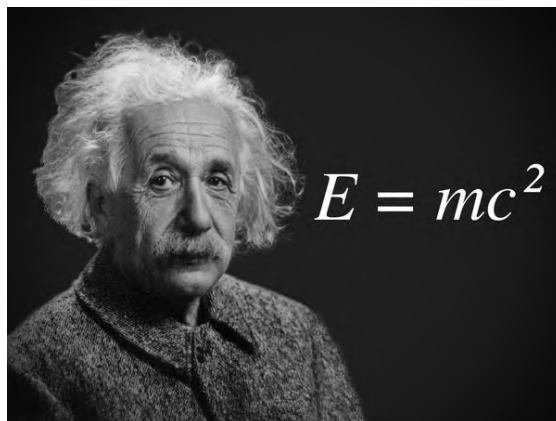 E = mc²